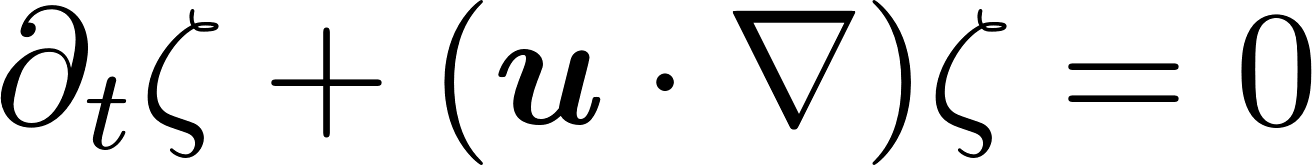 ∂ₜζ + (𝒖 · ∇)ζ = 0